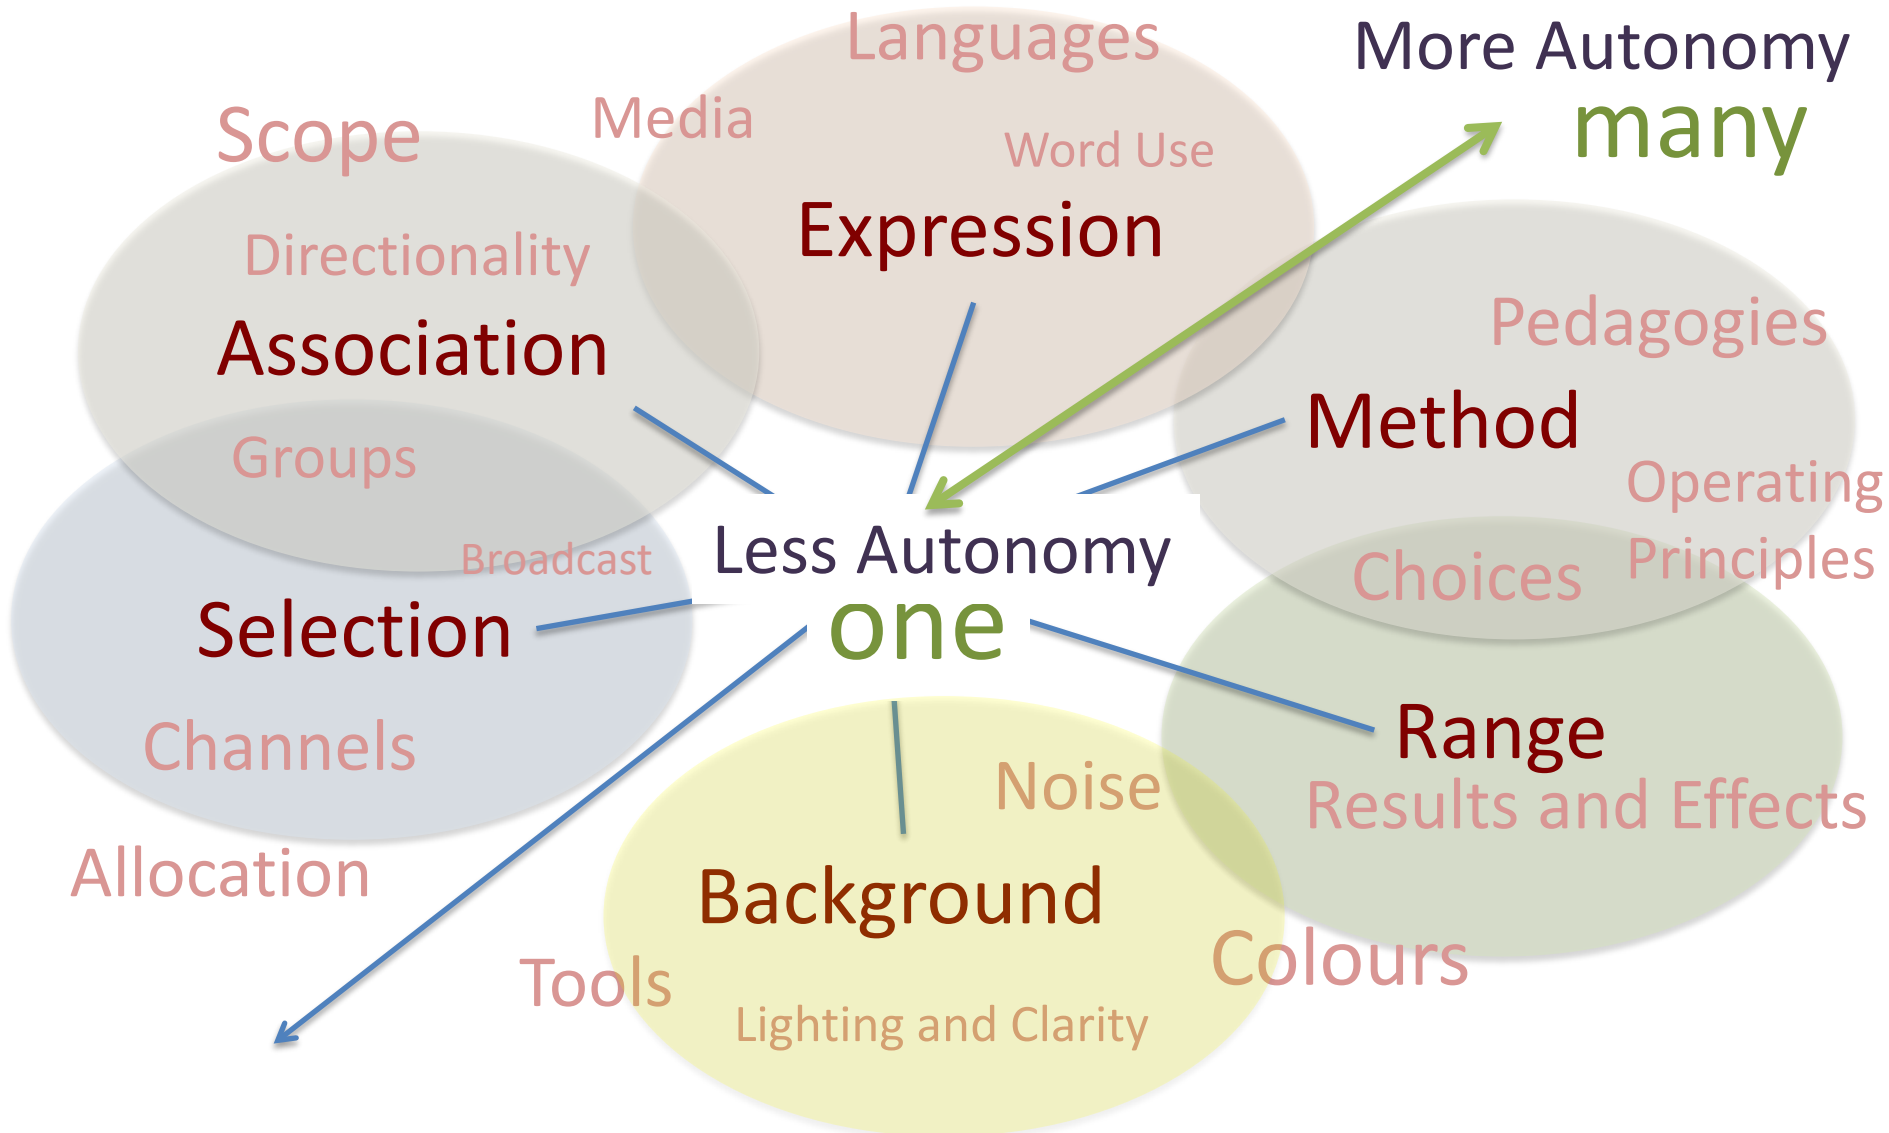 Languages
More Autonomy
many
Scope
Media
Word Use
Expression
Directionality
Association
Pedagogies
Method
Groups
Operating
Principles
Broadcast
Less Autonomy
one
Choices
Selection
Channels
Range
Results and Effects
Noise
Allocation
Background
Colours
Tools
Lighting and Clarity